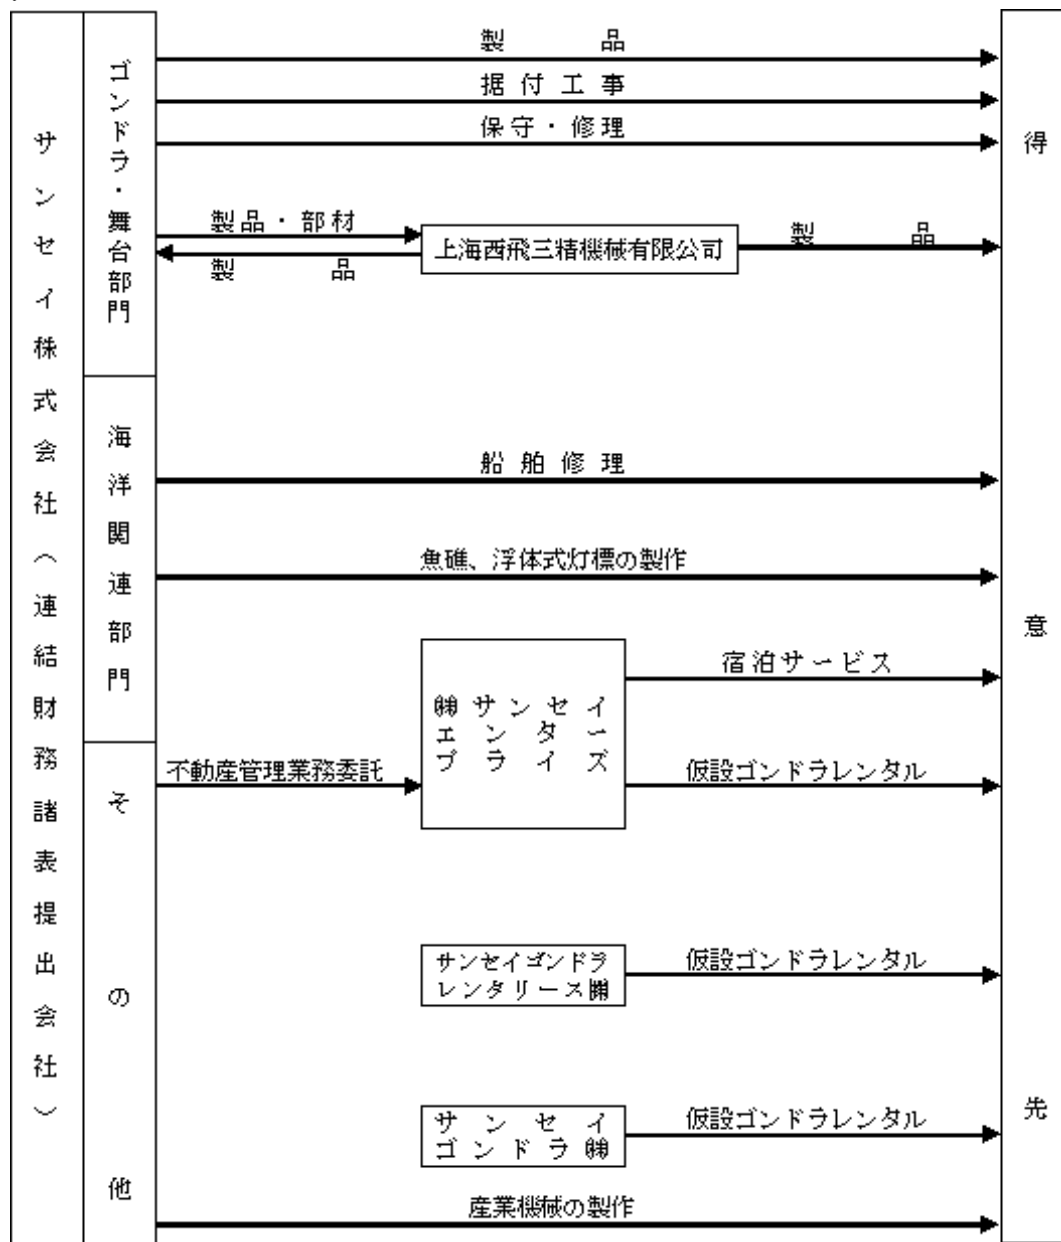 サンセイ株式会社（連結財務諸表提出会社）
ゴンドラ・舞台部門
製品
据付工事
保守・修理
製品・部材
製品
上海西飛三精機械有限公司
製品
海洋関連部門
船舶修理
魚礁、浮体式灯標の製作
その他
不動産管理業務委託
㈱サンセイ
エンター
プライズ
宿泊サービス
仮設ゴンドラレンタル
サンセイゴンドラ
レンタリース㈱
仮設ゴンドラレンタル
サンセイ
ゴンドラ㈱
仮設ゴンドラレンタル
産業機械の製作
得意先